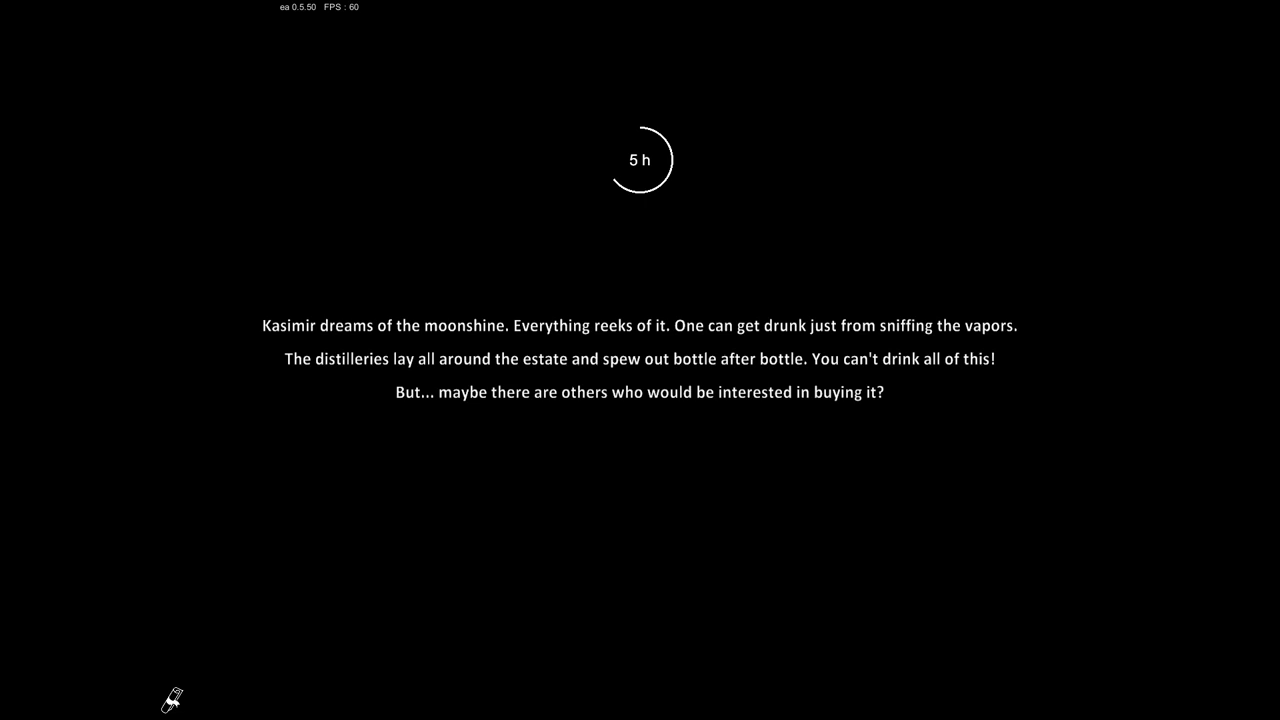 ea 0.5.50 FPS : 60
5 h
Kasimir dreams of the moonshine. Everything reeks of it. One can get drunk just from sniffing the vapors.
The distilleries lay all around the estate and spew out bottle after bottle. You can't drink all of this!
But... maybe there are others who would be interested in buying it?